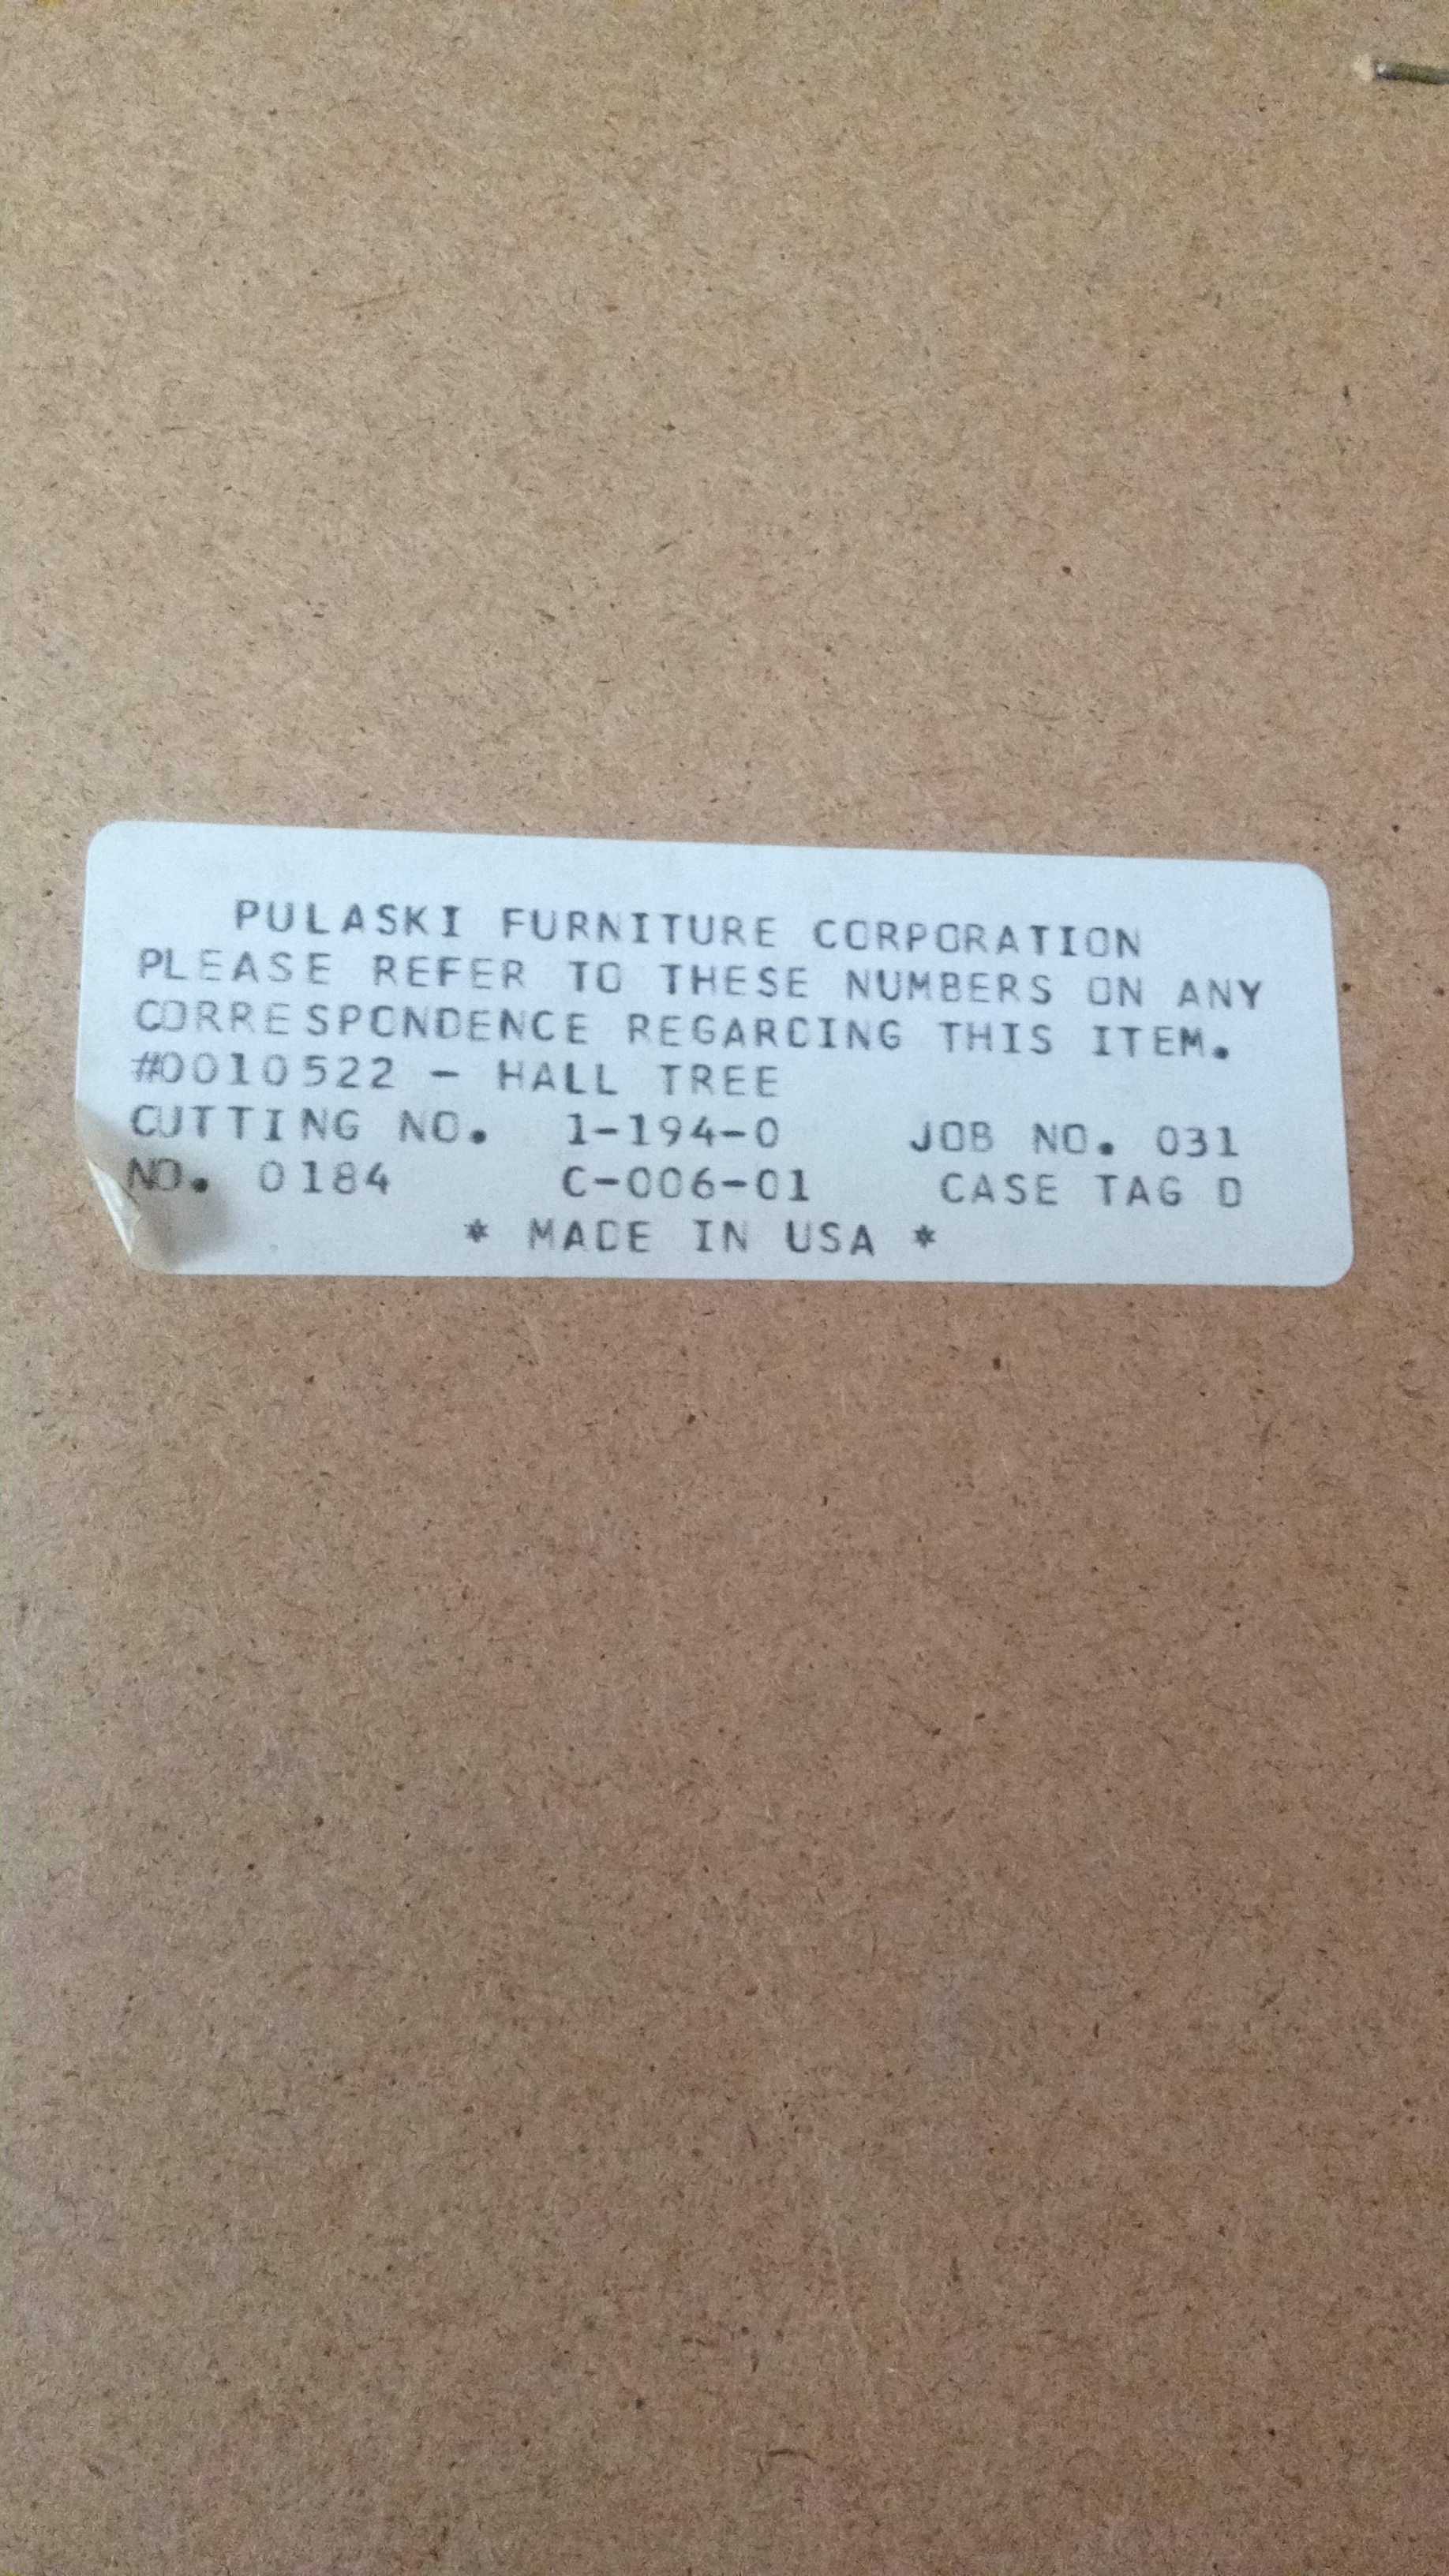 PULASKI FURNITURE CORPORATION
PLEASE REFER TO THESE NUMBERS ON ANY
CORRESPONDENCE REGARDING THIS ITEM.
#0010522 - HALL TREE
CUTTING NO. 1-194-0 JOB NO. 031
NO. 0184 C-006-01 CASE TAG D
* MADE IN USA *